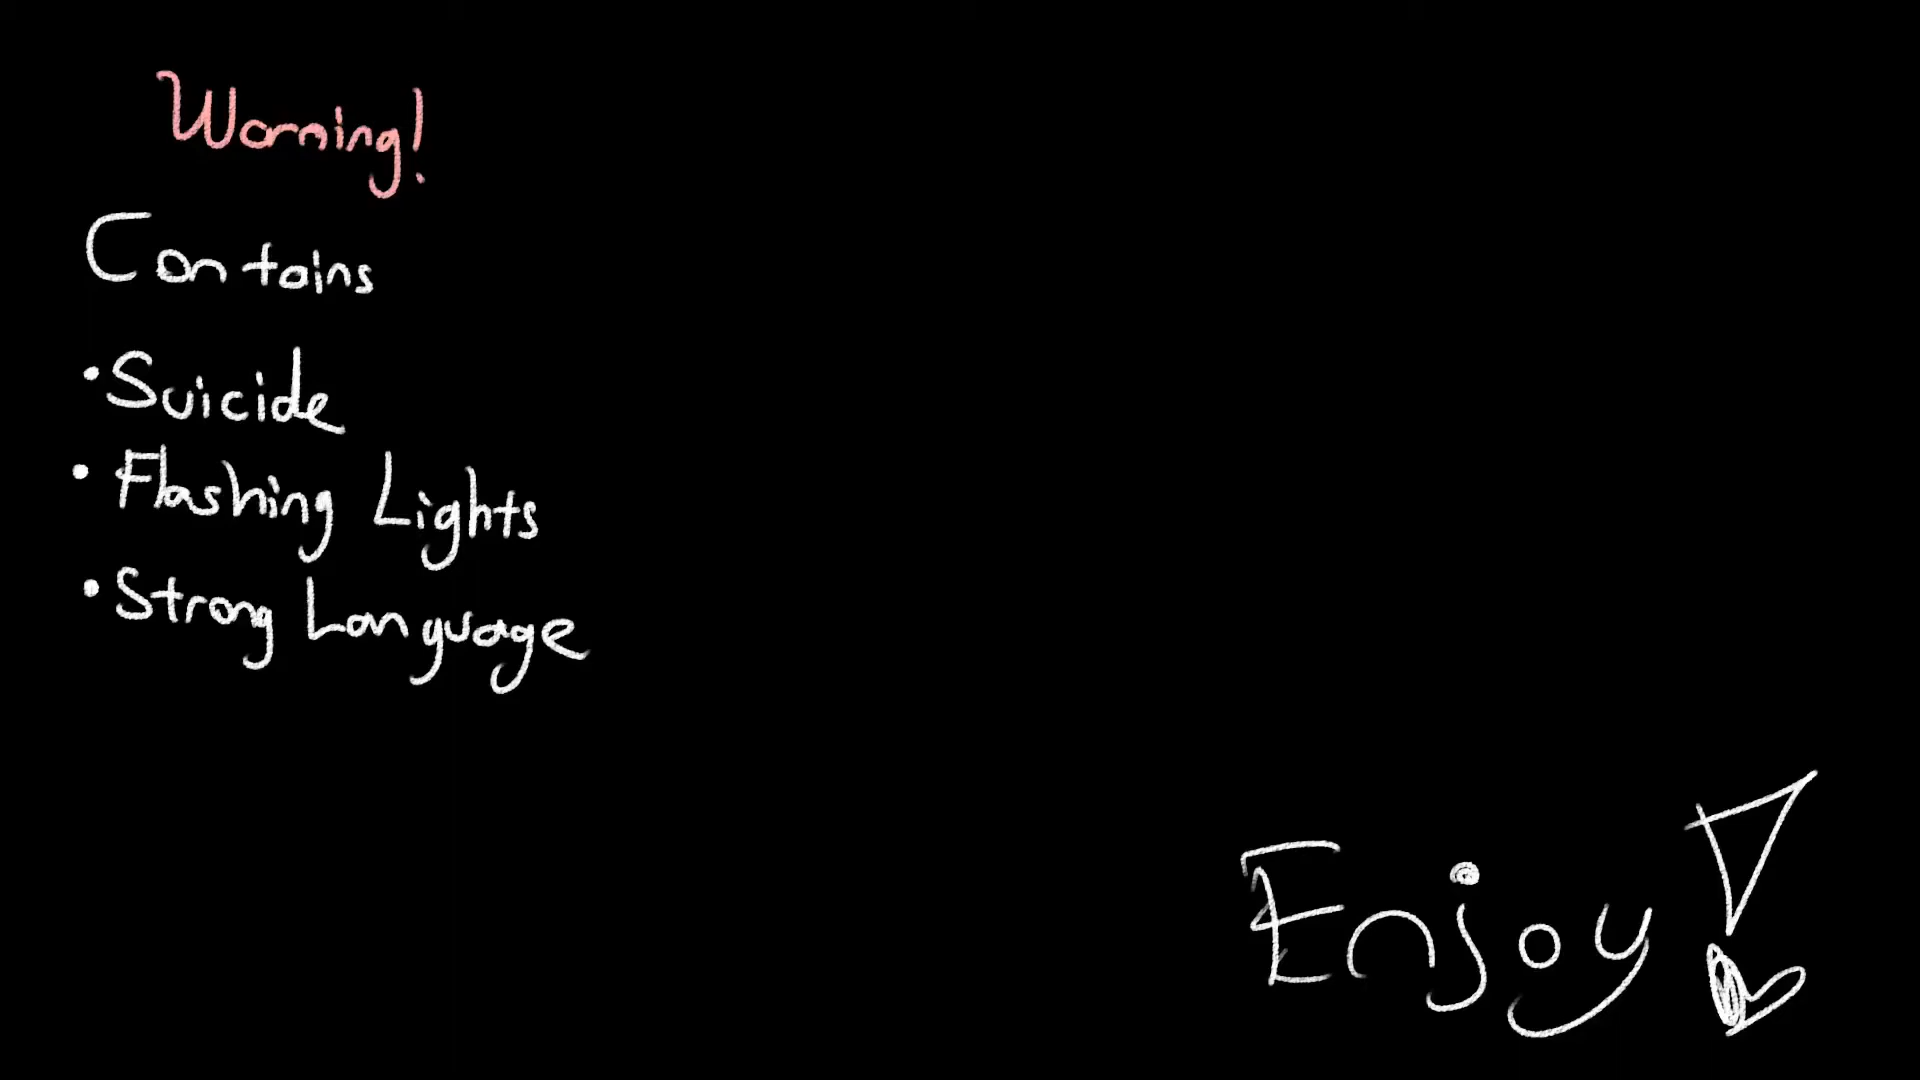 Warning!
Contains
• Suicide
• Flashing Lights
• Strong Language
Enjoy!